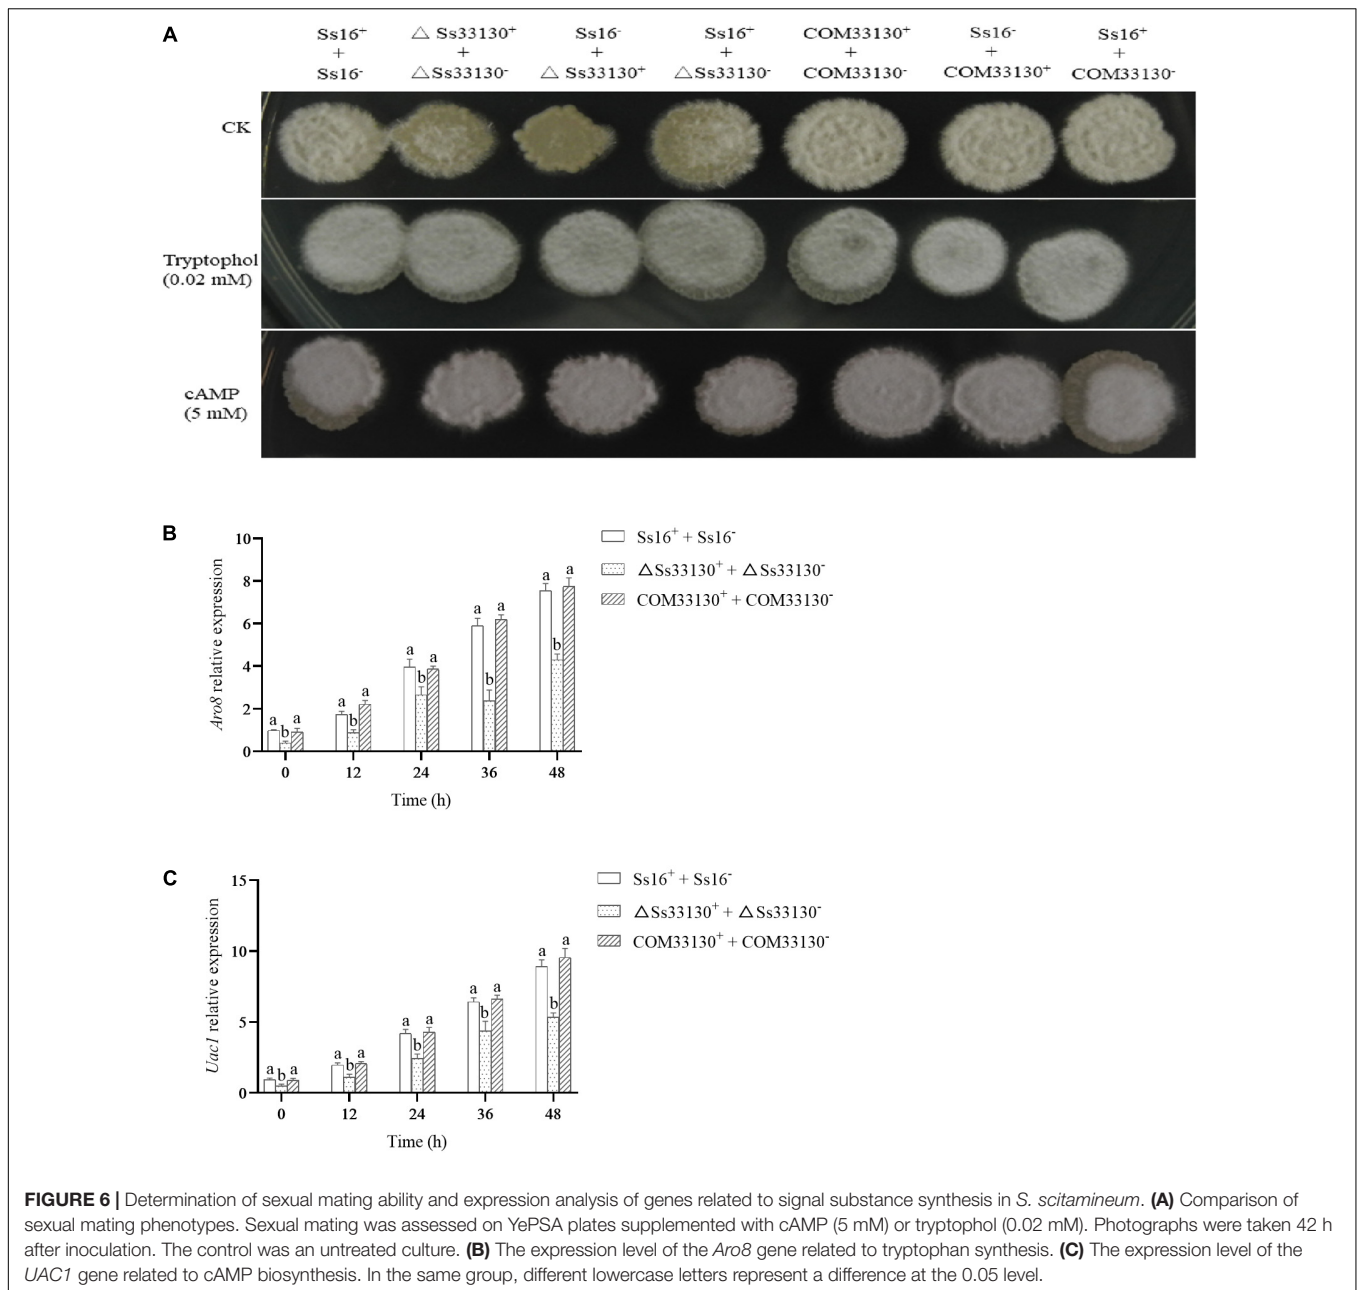 A
Ss16⁺ △ Ss33130⁺ Ss16⁻ Ss16⁺ COM33130⁺ Ss16⁻ Ss16⁺
+ + + + + + +
Ss16⁻ △Ss33130⁻ △ Ss33130⁺ △Ss33130⁻ COM33130⁻ COM33130⁺ COM33130⁻
CK
Tryptophol
(0.02 mM)
cAMP
(5 mM)
B
Aro8 relative expression
10
8
6
4
2
0
a b a a b a a b a a b a a b a
0 12 24 36 48
Time (h)
Ss16⁺ + Ss16⁻
△Ss33130⁺ + △Ss33130⁻
COM33130⁺ + COM33130⁻
C
Uac1 relative expression
15
10
5
0
a b a a b a a b a a b a a b a
0 12 24 36 48
Time (h)
Ss16⁺ + Ss16⁻
△Ss33130⁺ + △Ss33130⁻
COM33130⁺ + COM33130⁻
FIGURE 6 | Determination of sexual mating ability and expression analysis of genes related to signal substance synthesis in S. scitamineum. (A) Comparison of
sexual mating phenotypes. Sexual mating was assessed on YePSA plates supplemented with cAMP (5 mM) or tryptophol (0.02 mM). Photographs were taken 42 h
after inoculation. The control was an untreated culture. (B) The expression level of the Aro8 gene related to tryptophan synthesis. (C) The expression level of the
UAC1 gene related to cAMP biosynthesis. In the same group, different lowercase letters represent a difference at the 0.05 level.